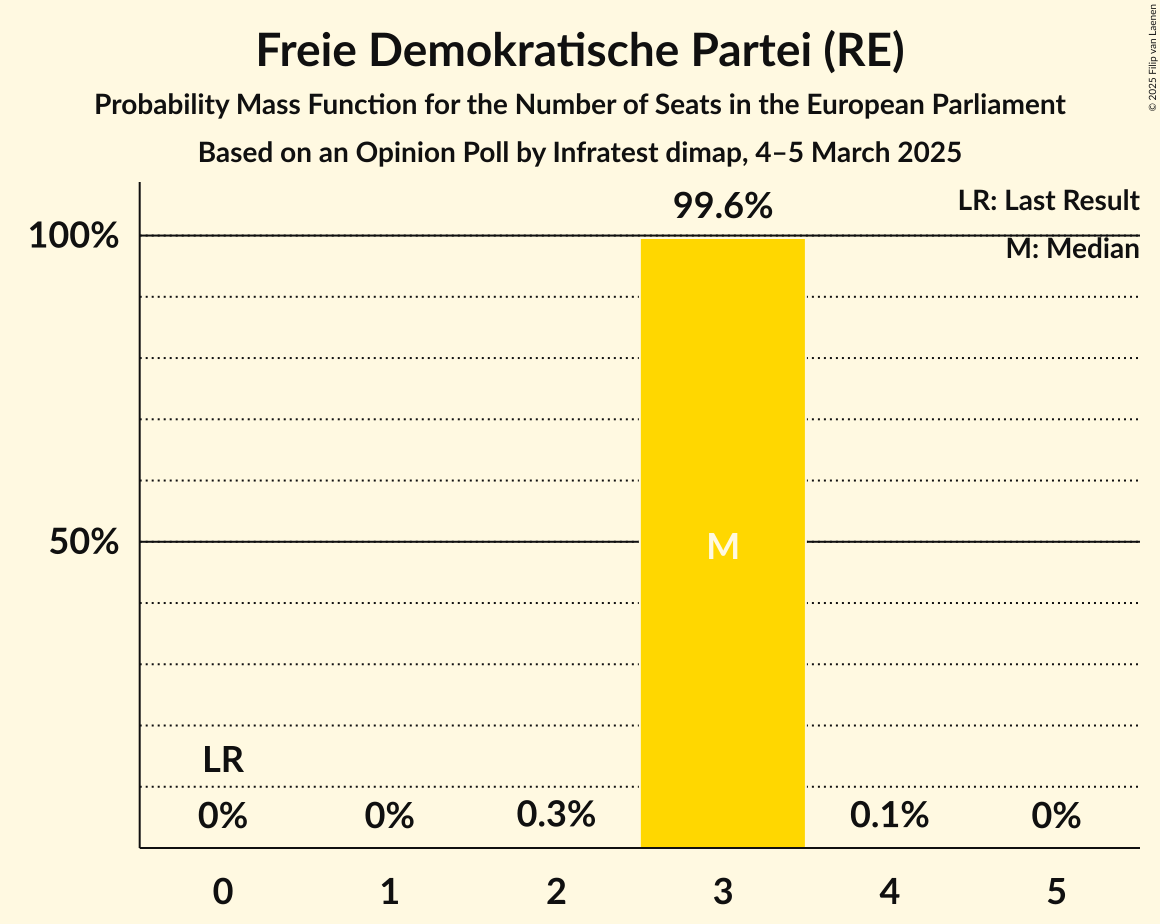 Freie Demokratische Partei (RE)
Probability Mass Function for the Number of Seats in the European Parliament
Based on an Opinion Poll by Infratest dimap, 4–5 March 2025
© 2025 Filip van Laenen
LR: Last Result
M: Median
99.6%
100%
50%
M
LR
0%
0%
0.3%
0.1%
0%
0
1
2
3
4
5